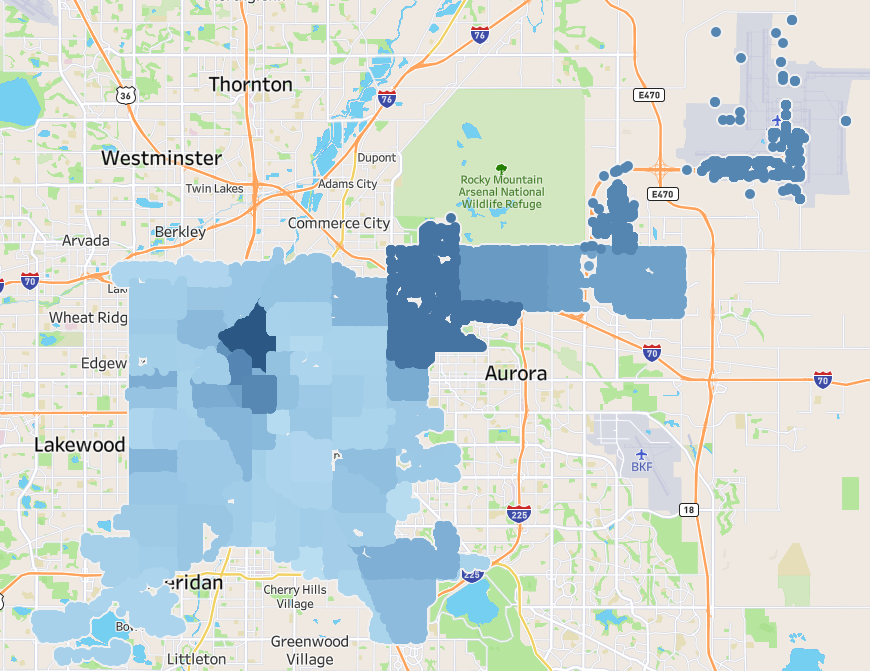 76
Thornton
36
76
E470
Westminster
Dupont
Rocky Mountain
Arsenal National
Wildlife Refuge
Twin Lakes
Adams City
E470
Commerce City
Berkley
Arvada
70
Wheat Ridg
70
Edgew
Aurora
70
Lakewood
BKF
225
18
225
eridan
Cherry Hills
Village
Greenwood
Village
Littleton